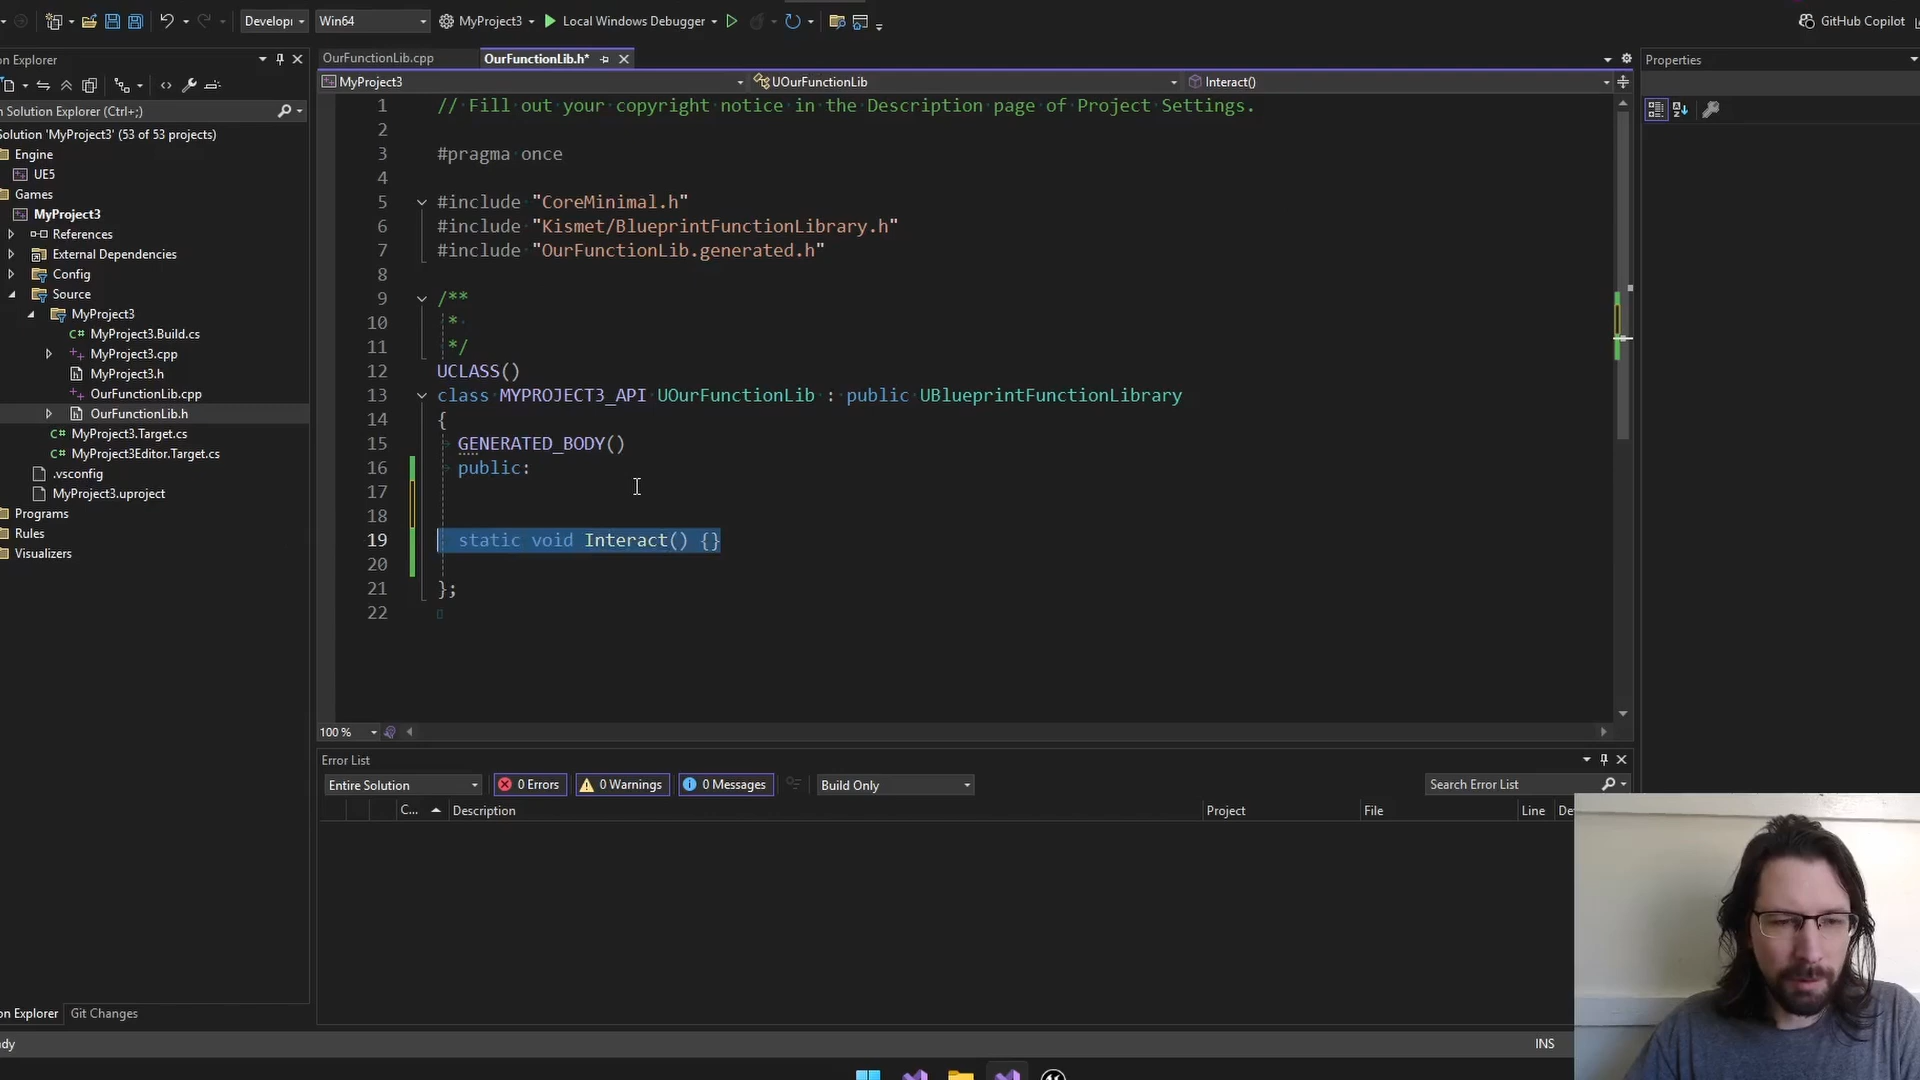 Develop
Win64
MyProject3
Local Windows Debugger
GitHub Copilot
on Explorer
OurFunctionLib.cpp
OurFunctionLib.h*
Properties
MyProject3
UOurFunctionLib
Interact()
n Solution Explorer (Ctrl+;)
Solution 'MyProject3' (53 of 53 projects)
Engine
UE5
Games
MyProject3
References
External Dependencies
Config
Source
MyProject3
MyProject3.Build.cs
MyProject3.cpp
MyProject3.h
OurFunctionLib.cpp
OurFunctionLib.h
MyProject3.Target.cs
MyProject3Editor.Target.cs
.vsconfig
MyProject3.uproject
Programs
Rules
Visualizers
1 // Fill out your copyright notice in the Description page of Project Settings.
2
3 #pragma once
4
5 #include "CoreMinimal.h"
6 #include "Kismet/BlueprintFunctionLibrary.h"
7 #include "OurFunctionLib.generated.h"
8
9 /**
10 *
11 */
12 UCLASS()
13 class MYPROJECT3_API UOurFunctionLib : public UBlueprintFunctionLibrary
14 {
15 GENERATED_BODY()
16 public:
17
18
19 static void Interact() {}
20
21 };
22
100 %
Error List
Entire Solution
0 Errors
0 Warnings
0 Messages
Build Only
Search Error List
C...
Description
Project
File
Line
De
on Explorer
Git Changes
dy
INS